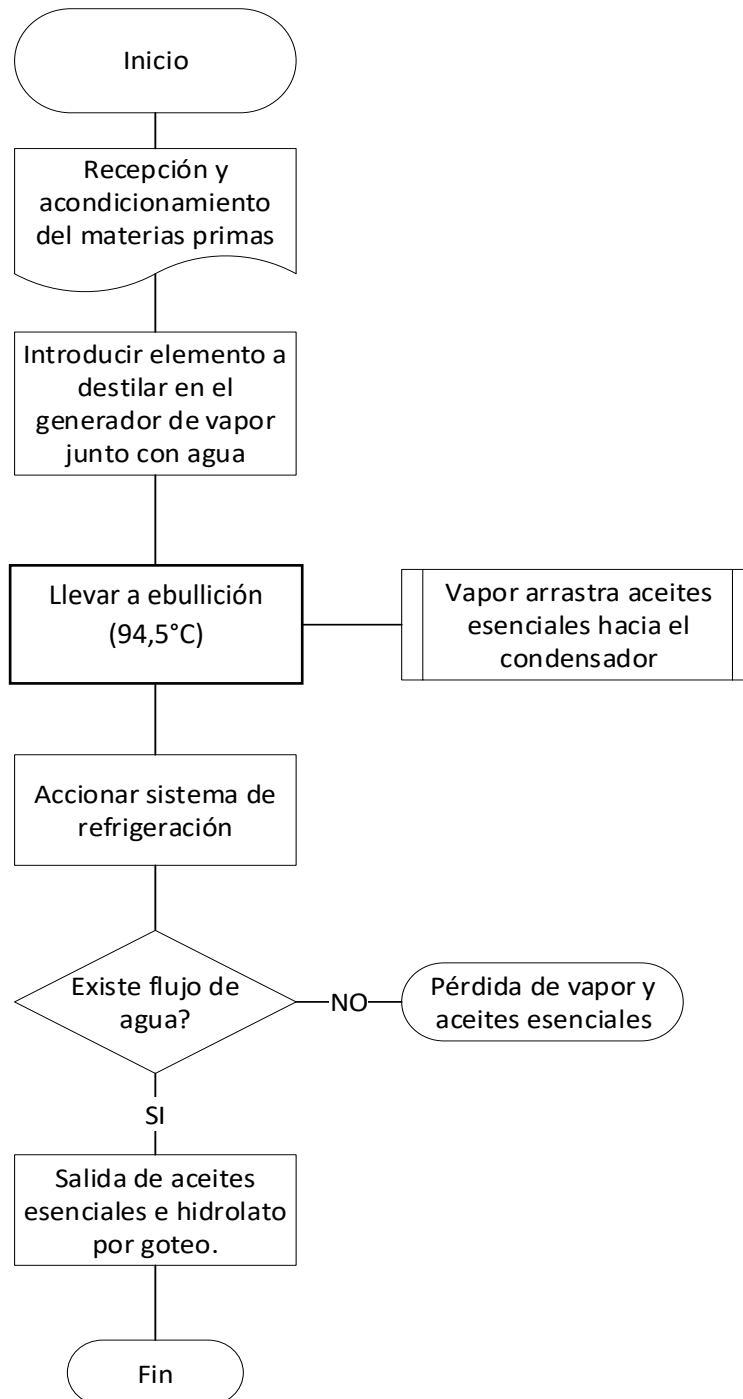 Inicio
Recepción y
acondicionamiento
del materias primas
Introducir elemento a
destilar en el
generador de vapor
junto con agua
Llevar a ebullición
(94,5°C)
Vapor arrastra aceites
esenciales hacia el
condensador
Accionar sistema de
refrigeración
Existe flujo de
agua?
NO
Pérdida de vapor y
aceites esenciales
SI
Salida de aceites
esenciales e hidrolato
por goteo.
Fin